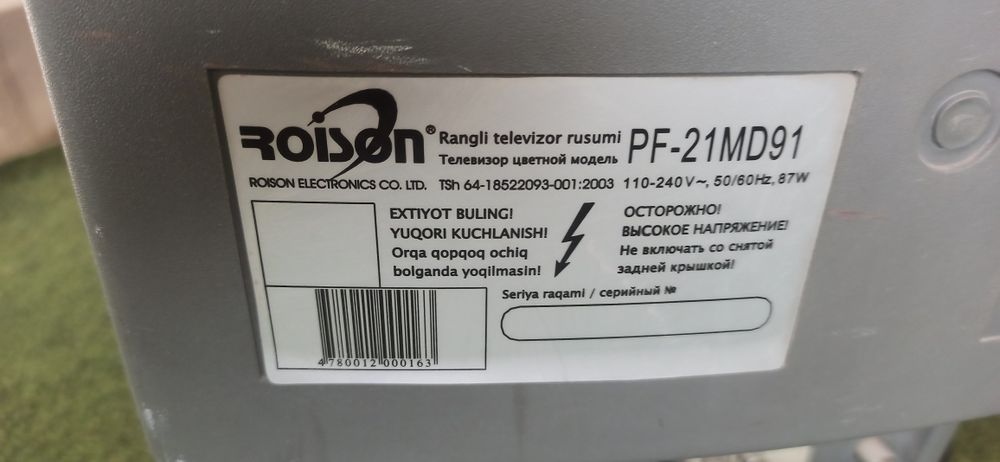 ROISON® Rangli televizor rusumi PF-21MD91
Телевизор цветной модель
ROISON ELECTRONICS CO. LTD. TSh 64-18522093-001:2003 110-240V~, 50/60Hz, 87W
EXTIYOT BULING!
YUQORI KUCHLANISH!
Orqa qopqoq ochiq
bolganda yoqilmasin!
ОСТОРОЖНО!
ВЫСОКОЕ НАПРЯЖЕНИЕ!
Не включать со снятой
задней крышкой!
Seriya raqami / серийный №
4 780012 000163